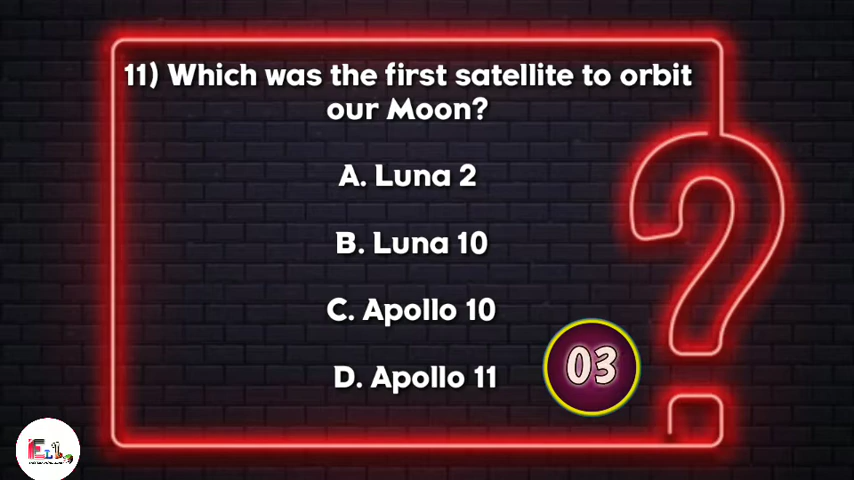 11) Which was the first satellite to orbit
our Moon?
A. Luna 2
B. Luna 10
C. Apollo 10
D. Apollo 11
03